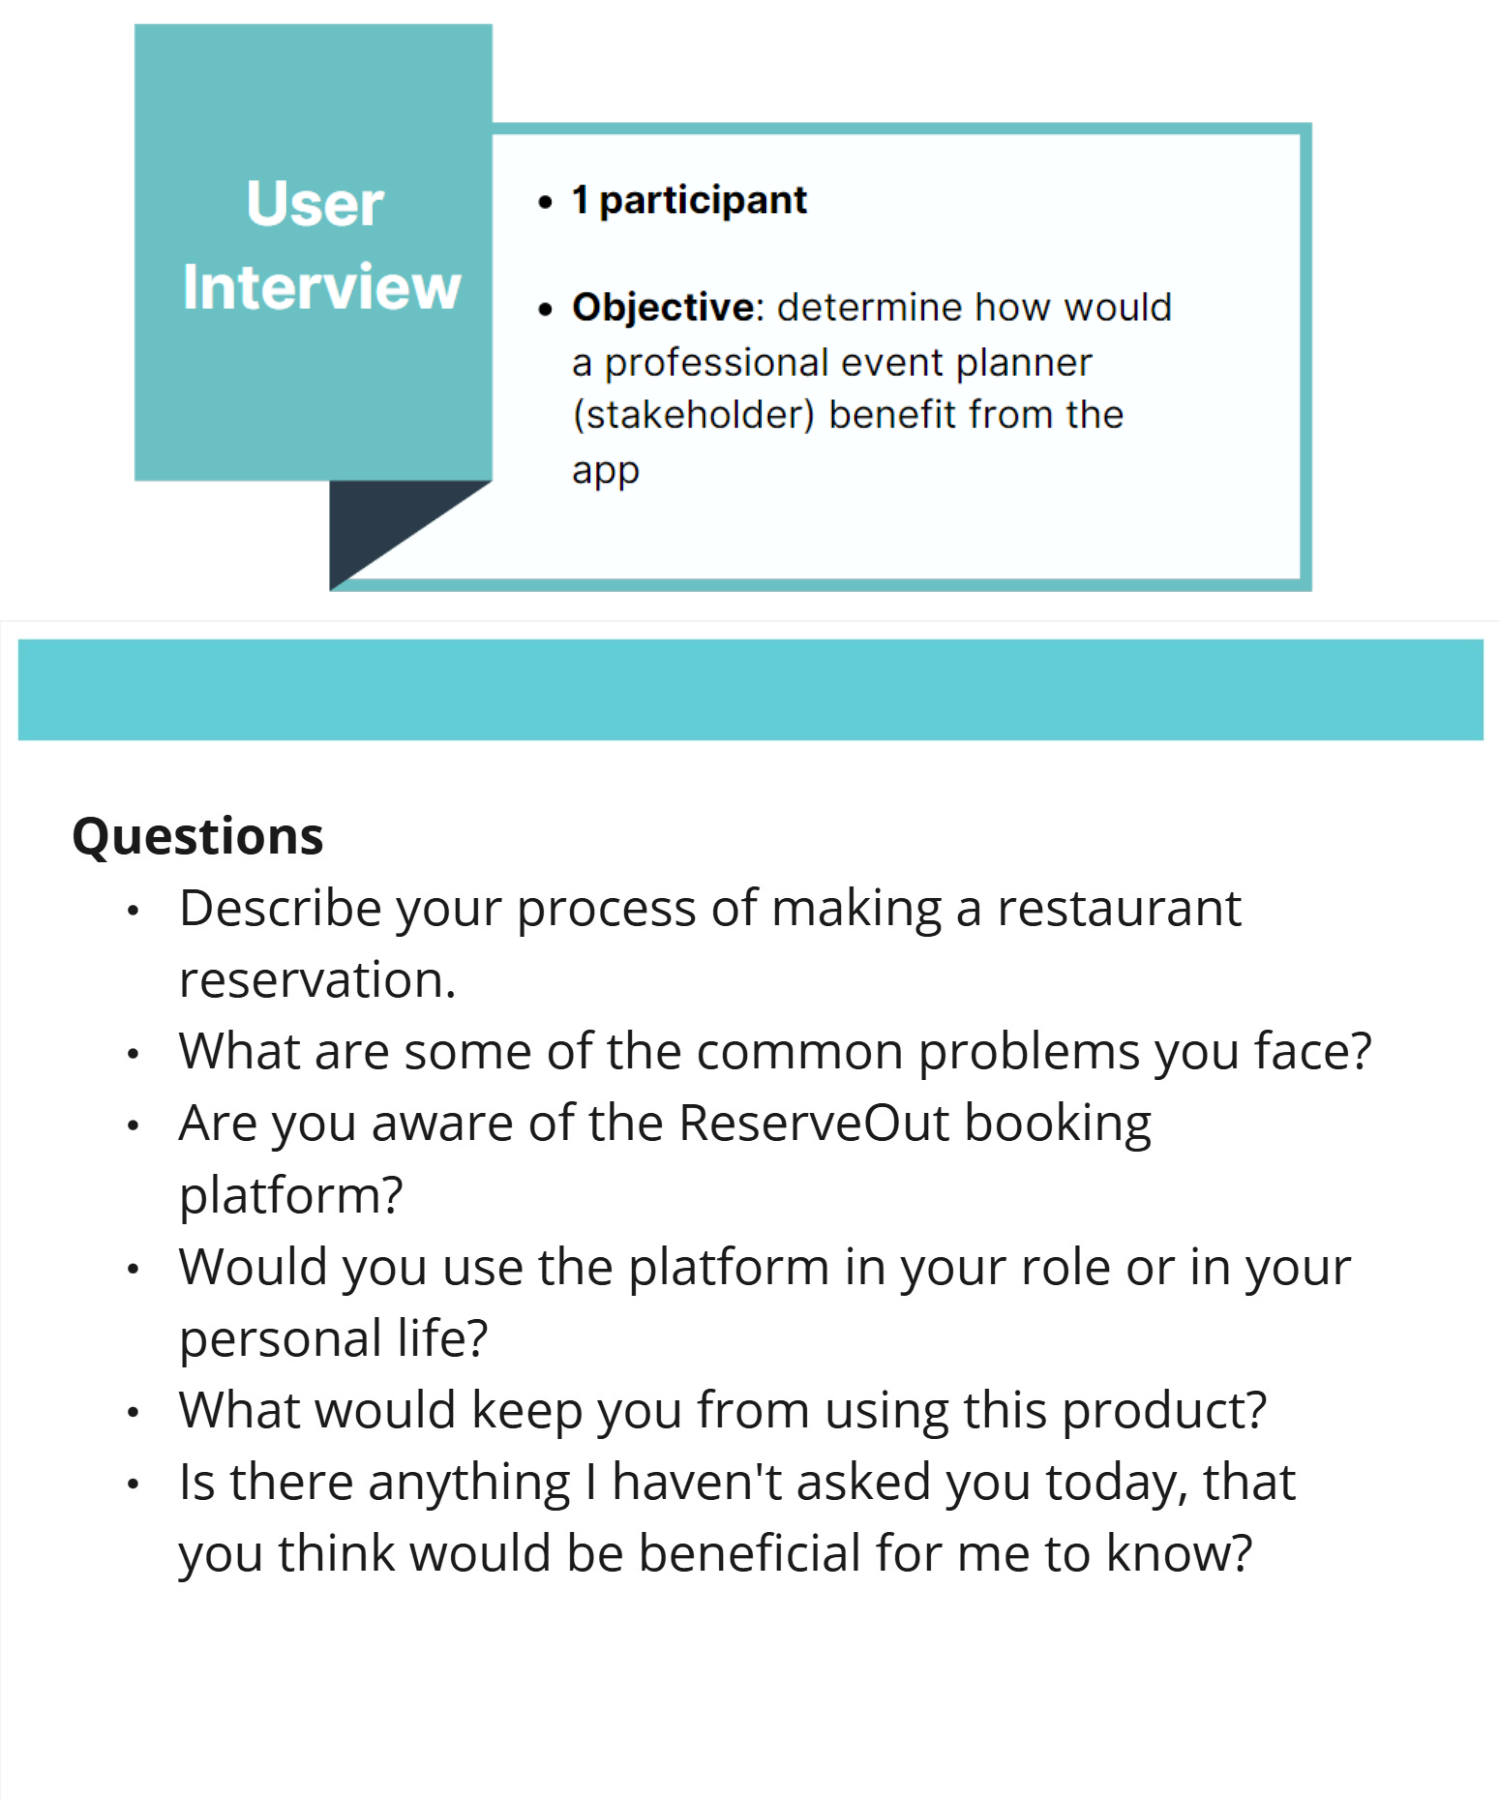 User
Interview
• 1 participant
• Objective: determine how would
a professional event planner
(stakeholder) benefit from the
app
Questions
• Describe your process of making a restaurant
reservation.
• What are some of the common problems you face?
• Are you aware of the ReserveOut booking
platform?
• Would you use the platform in your role or in your
personal life?
• What would keep you from using this product?
• Is there anything I haven't asked you today, that
you think would be beneficial for me to know?